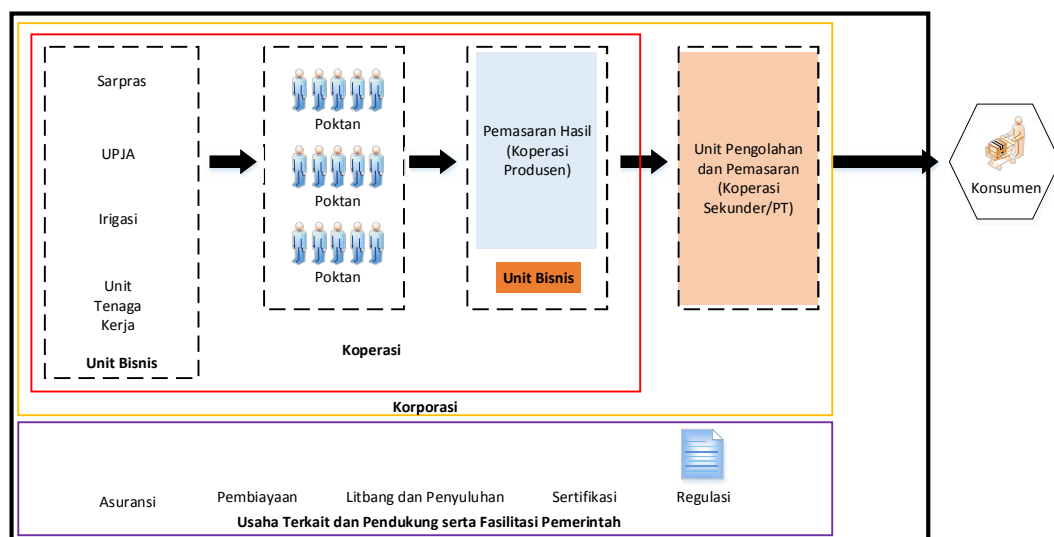 Sarpras
UPJA
Irigasi
Unit
Tenaga
Kerja
Unit Bisnis
Poktan
Poktan
Poktan
Koperasi
Pemasaran Hasil
(Koperasi
Produsen)
Unit Bisnis
Unit Pengolahan
dan Pemasaran
(Koperasi
Sekunder/PT)
Konsumen
Korporasi
Asuransi
Pembiayaan
Litbang dan Penyuluhan
Sertifikasi
Regulasi
Usaha Terkait dan Pendukung serta Fasilitasi Pemerintah